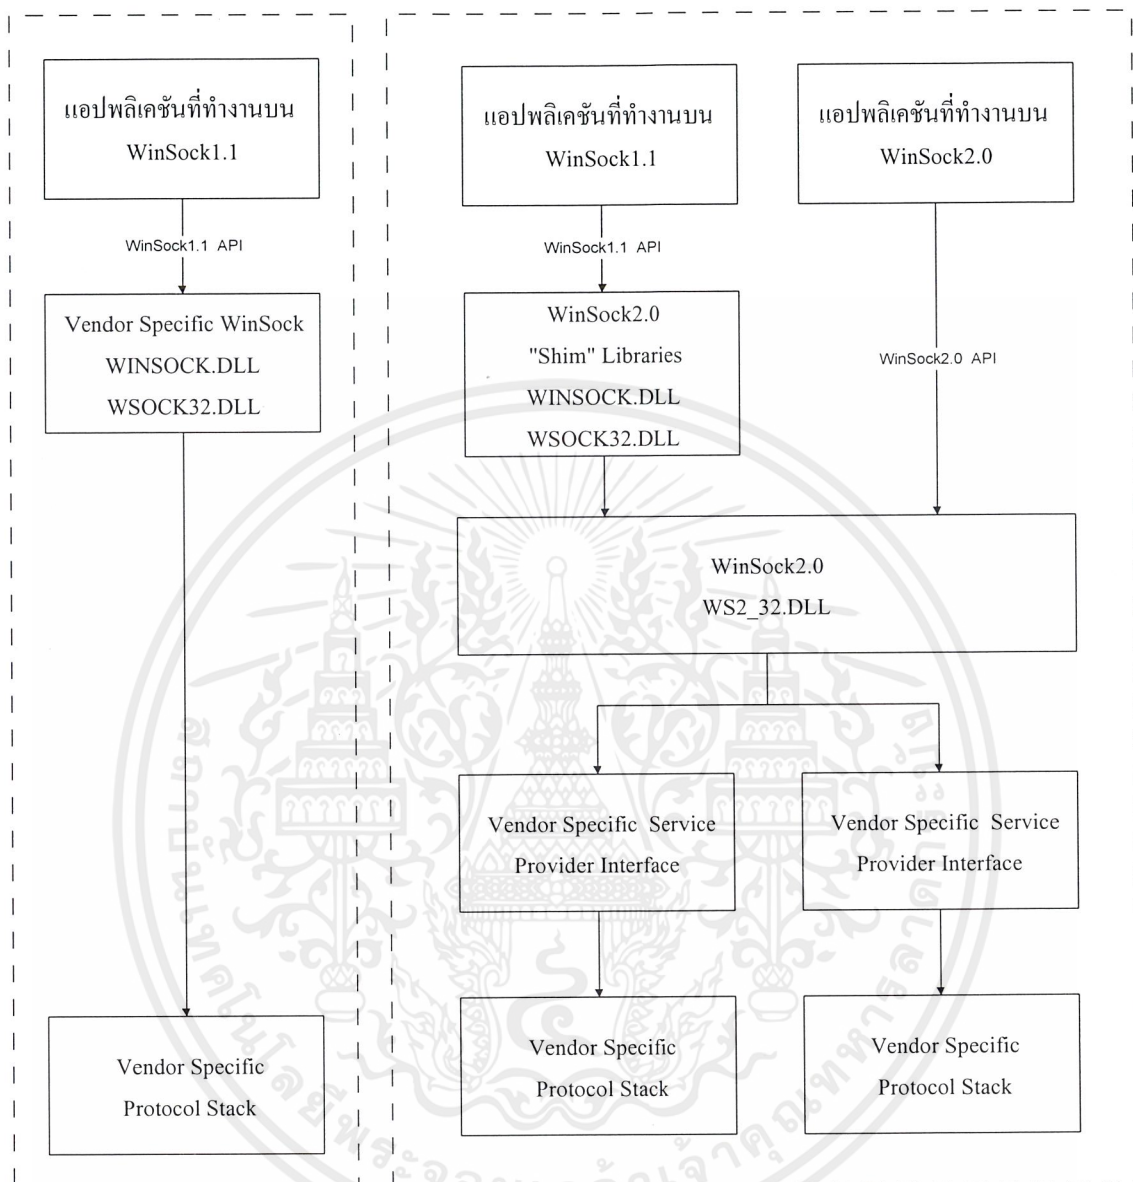 แอปพลิเคชันที่ทำงานบน
WinSock1.1
WinSock1.1 API
Vendor Specific WinSock
WINSOCK.DLL
WSOCK32.DLL
Vendor Specific
Protocol Stack
แอปพลิเคชันที่ทำงานบน
WinSock1.1
แอปพลิเคชันที่ทำงานบน
WinSock2.0
WinSock1.1 API
WinSock2.0
"Shim" Libraries
WINSOCK.DLL
WSOCK32.DLL
WinSock2.0 API
WinSock2.0
WS2_32.DLL
Vendor Specific Service
Provider Interface
Vendor Specific Service
Provider Interface
Vendor Specific
Protocol Stack
Vendor Specific
Protocol Stack